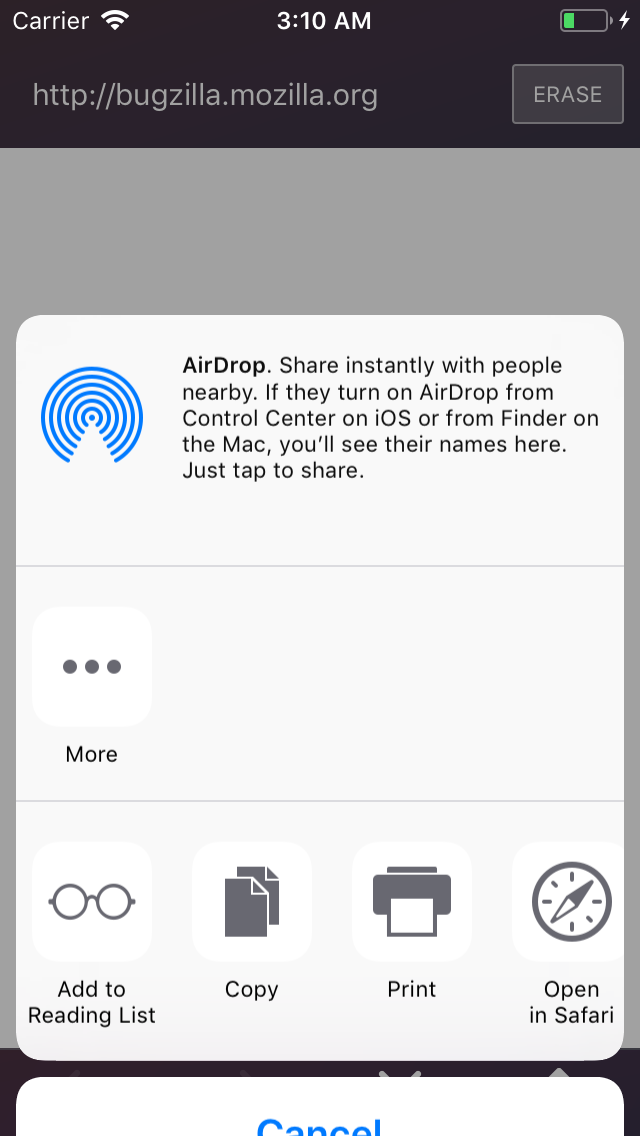 Carrier 3:10 AM
http://bugzilla.mozilla.org ERASE
AirDrop. Share instantly with people
nearby. If they turn on AirDrop from
Control Center on iOS or from Finder on
the Mac, you’ll see their names here.
Just tap to share.
More
Add to
Reading List
Copy
Print
Open
in Safari
Cancel